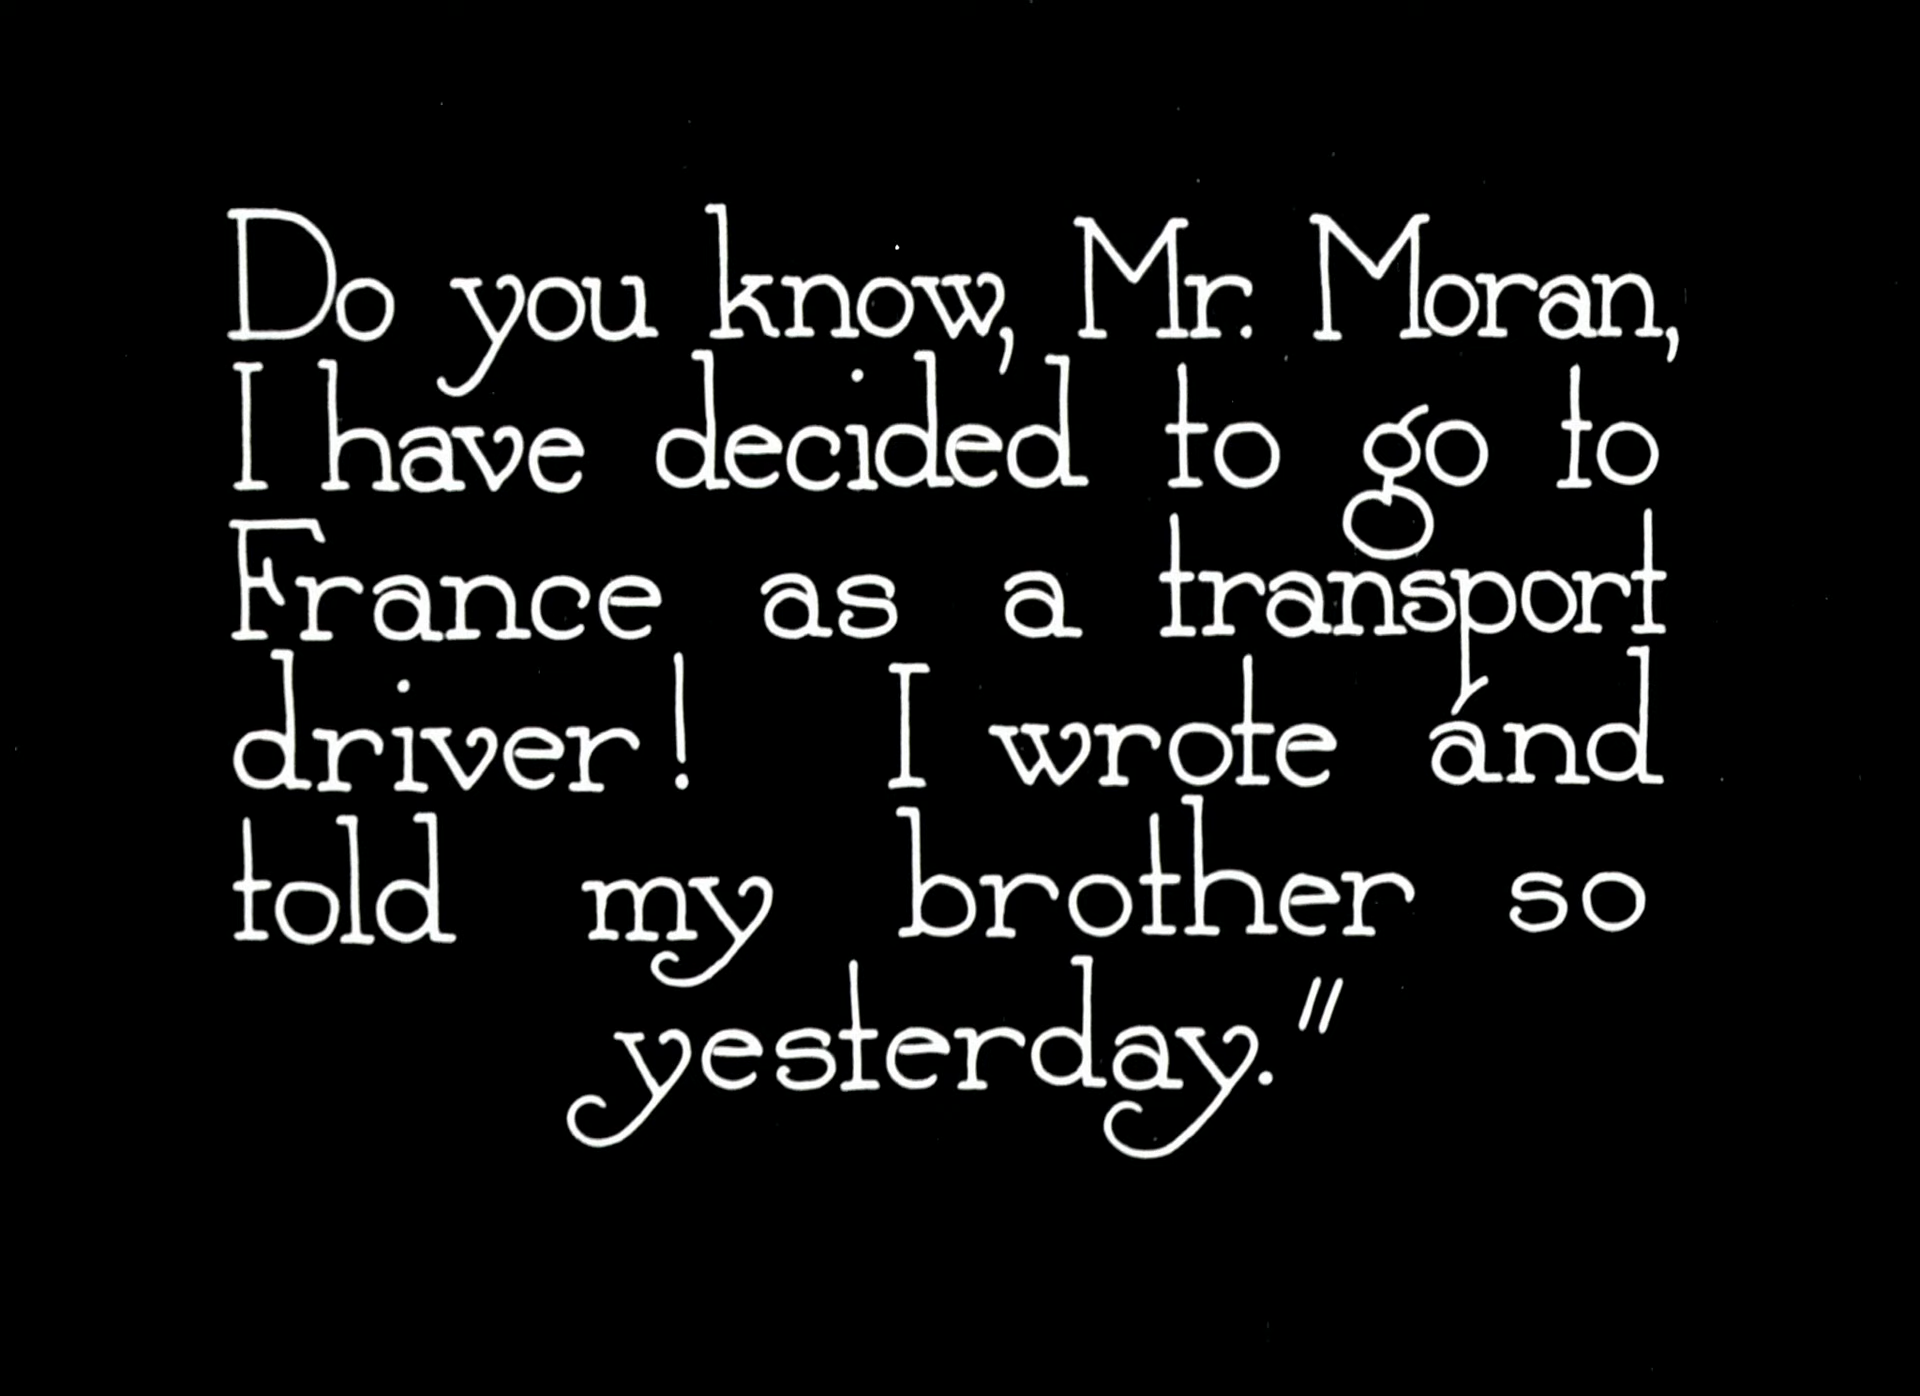 Do you know, Mr. Moran,
I have decided to go to
France as a transport
driver! I wrote and
told my brother so
yesterday."